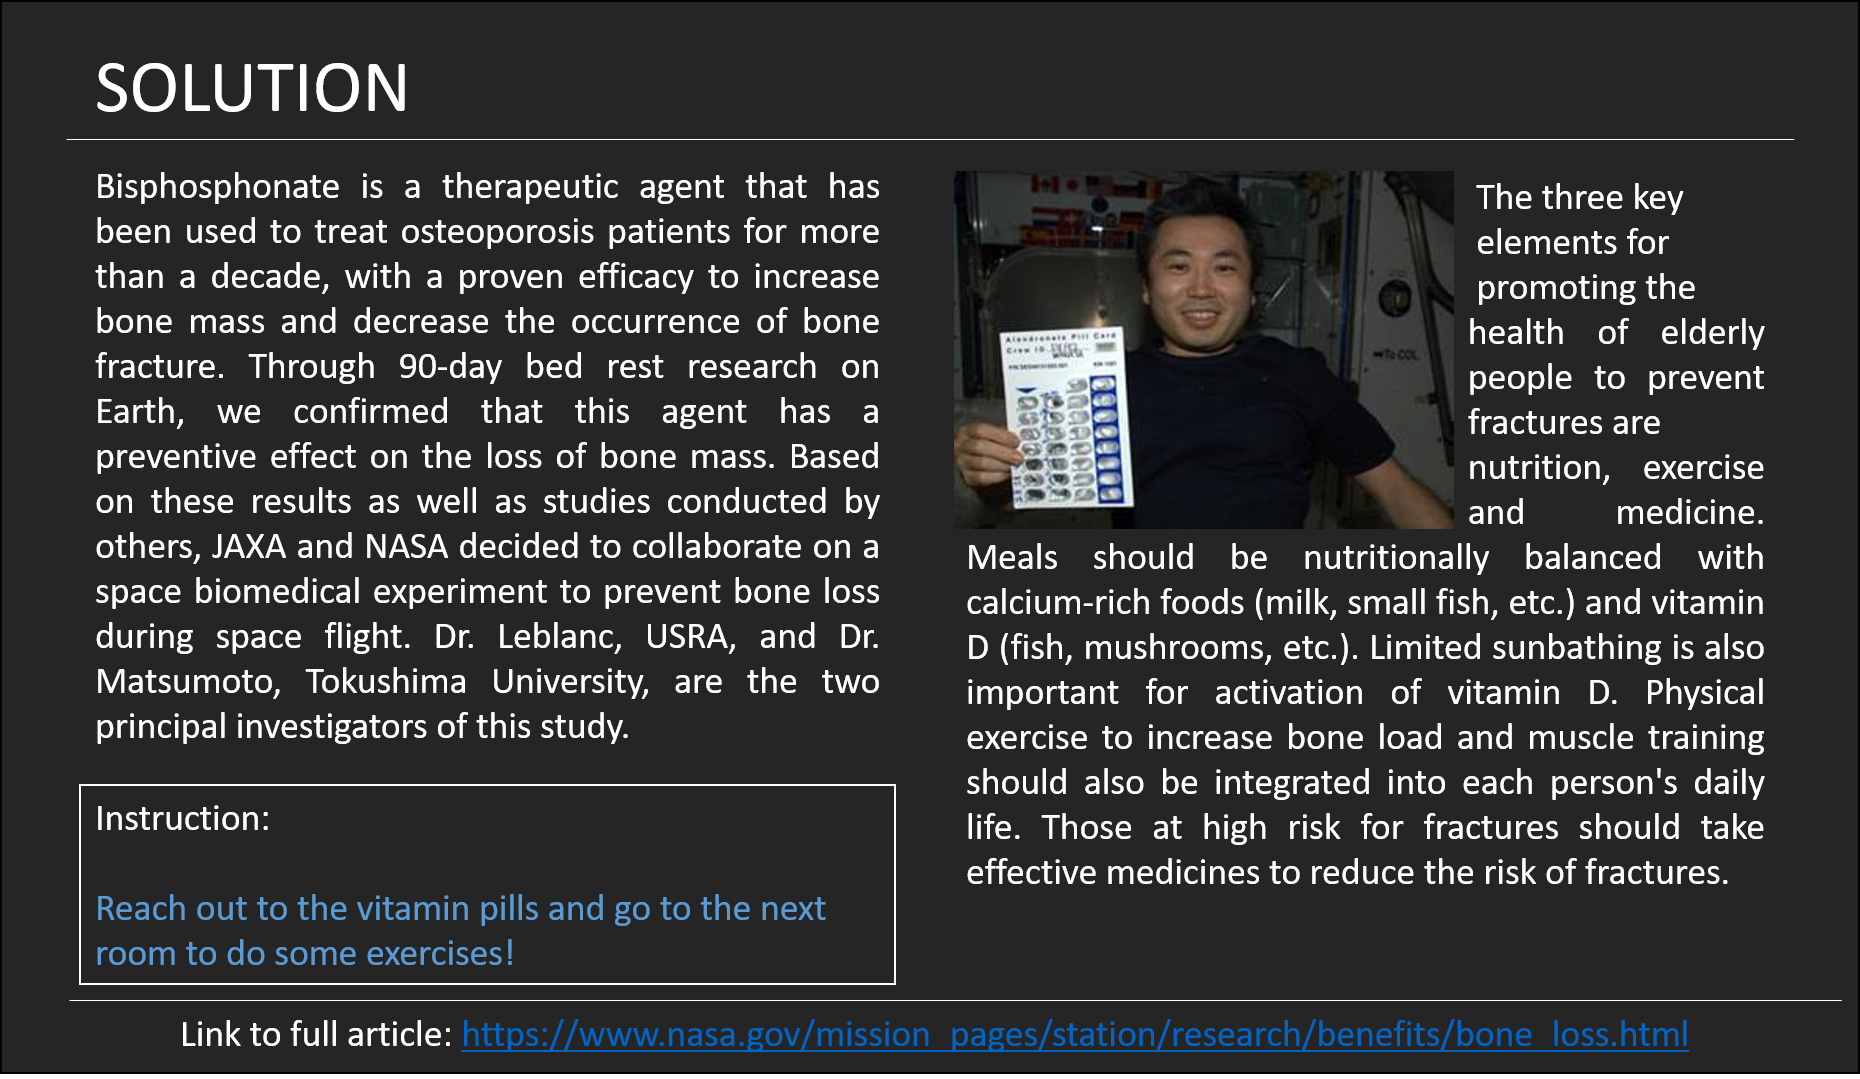 SOLUTION
Bisphosphonate is a therapeutic agent that has
been used to treat osteoporosis patients for more
than a decade, with a proven efficacy to increase
bone mass and decrease the occurrence of bone
fracture. Through 90-day bed rest research on
Earth, we confirmed that this agent has a
preventive effect on the loss of bone mass. Based
on these results as well as studies conducted by
others, JAXA and NASA decided to collaborate on a
space biomedical experiment to prevent bone loss
during space flight. Dr. Leblanc, USRA, and Dr.
Matsumoto, Tokushima University, are the two
principal investigators of this study.
Instruction:
Reach out to the vitamin pills and go to the next
room to do some exercises!
Alendronate Pill Card
Crew ID
To COL
The three key
elements for
promoting the
health of elderly
people to prevent
fractures are
nutrition, exercise
and medicine.
Meals should be nutritionally balanced with
calcium-rich foods (milk, small fish, etc.) and vitamin
D (fish, mushrooms, etc.). Limited sunbathing is also
important for activation of vitamin D. Physical
exercise to increase bone load and muscle training
should also be integrated into each person's daily
life. Those at high risk for fractures should take
effective medicines to reduce the risk of fractures.
Link to full article: https://www.nasa.gov/mission_pages/station/research/benefits/bone_loss.html